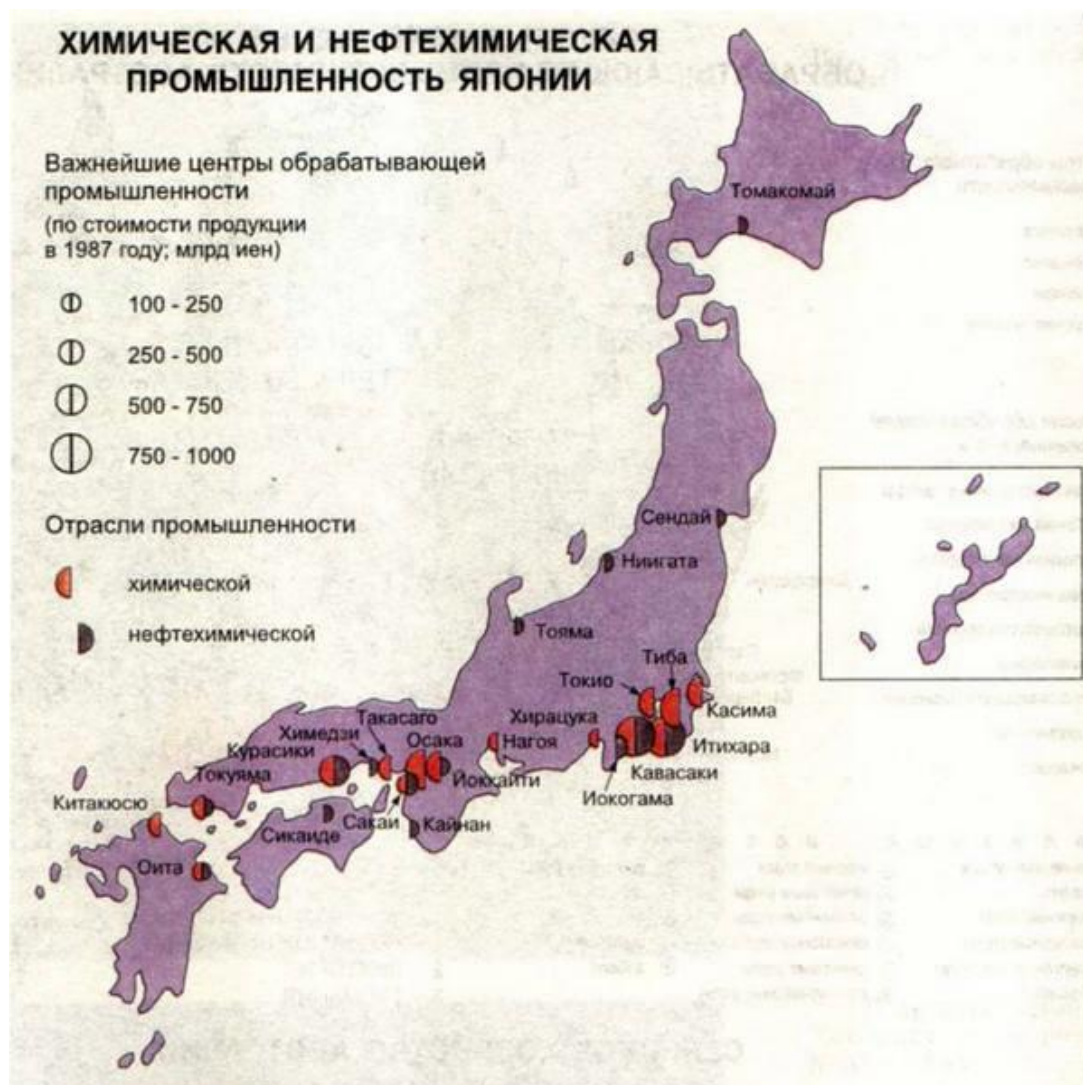 ХИМИЧЕСКАЯ И НЕФТЕХИМИЧЕСКАЯ
ПРОМЫШЛЕННОСТЬ ЯПОНИИ
Важнейшие центры обрабатывающей
промышленности
(по стоимости продукции
в 1987 году; млрд иен)
100 - 250
250 - 500
500 - 750
750 - 1000
Отрасли промышленности
химической
нефтехимической
Томакомай
Сендай
Ниигата
Тояма
Тиба
Токио
Касима
Хирацука
Такасаго
Химедзи
Осака
Нагоя
Итихара
Курасики
Кавасаки
Токуяма
Йоккайти
Иокогама
Китакюсю
Сакаи
Кайнан
Сикаиде
Оита